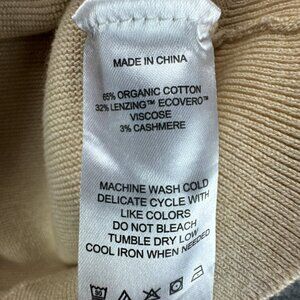 MADE IN CHINA
65% ORGANIC COTTON
32% LENZING™ ECOVERO™
VISCOSE
3% CASHMERE
MACHINE WASH COLD
DELICATE CYCLE WITH
LIKE COLORS
DO NOT BLEACH
TUMBLE DRY LOW
COOL IRON WHEN NEEDED